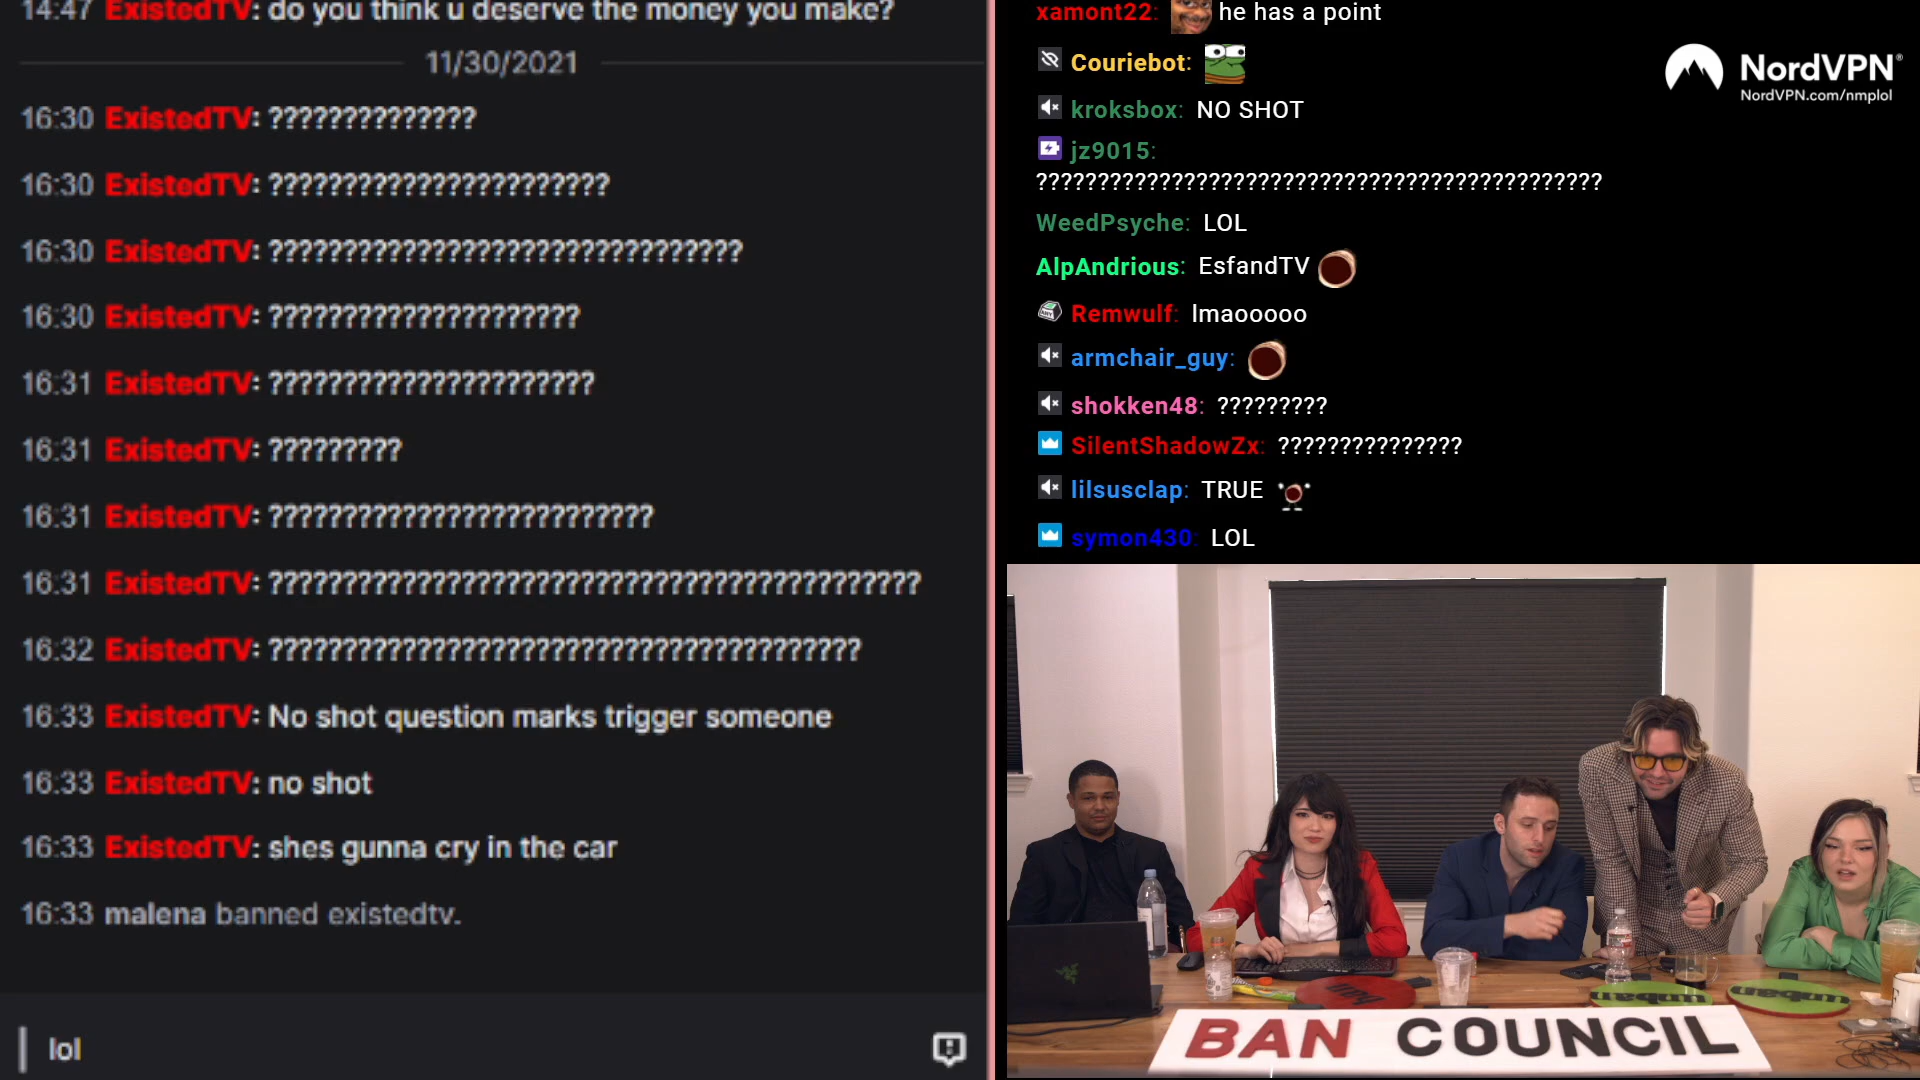 14:47 ExistedTV: do you think u deserve the money you make?
11/30/2021
16:30 ExistedTV: ??????????????
16:30 ExistedTV: ???????????????????????
16:30 ExistedTV: ????????????????????????????????
16:30 ExistedTV: ?????????????????????
16:31 ExistedTV: ??????????????????????
16:31 ExistedTV: ?????????
16:31 ExistedTV: ??????????????????????????
16:31 ExistedTV: ????????????????????????????????????????????
16:32 ExistedTV: ????????????????????????????????????????
16:33 ExistedTV: No shot question marks trigger someone
16:33 ExistedTV: no shot
16:33 ExistedTV: shes gunna cry in the car
16:33 malena banned existedtv.
lol
xamont22: he has a point
Couriebot:
kroksbox: NO SHOT
jz9015:
??????????????????????????????????????????????
WeedPsyche: LOL
AlpAndrious: EsfandTV
Remwulf: lmaooooo
armchair_guy:
shokken48: ?????????
SilentShadowZx: ???????????????
lilsusclap: TRUE
symon430: LOL
NordVPN®
NordVPN.com/nmplol
ban
unban
unban
BAN COUNCIL